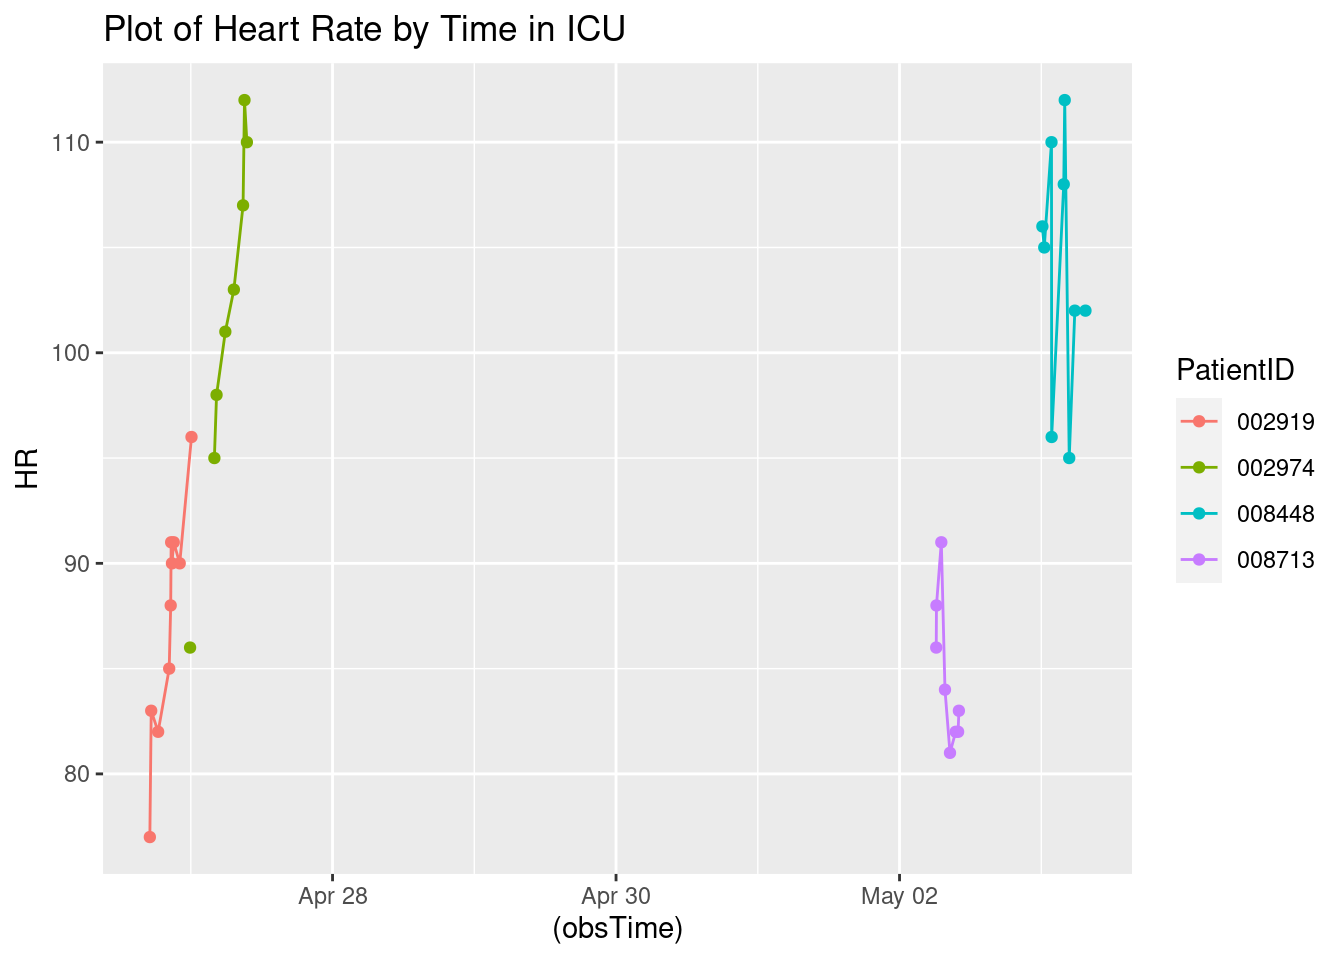 Plot of Heart Rate by Time in ICU
HR
110
100
90
80
Apr 28
Apr 30
May 02
(obsTime)
PatientID
002919
002974
008448
008713